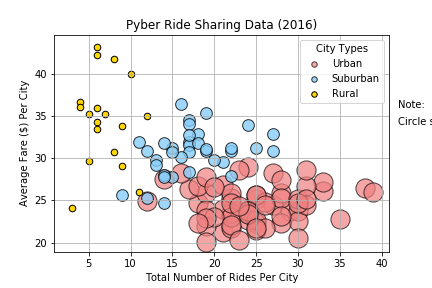 Pyber Ride Sharing Data (2016)
Average Fare ($) Per City
40
35
30
25
20
City Types
Urban
Suburban
Rural
Note:
Circle s
5
10
15
20
25
30
35
40
Total Number of Rides Per City